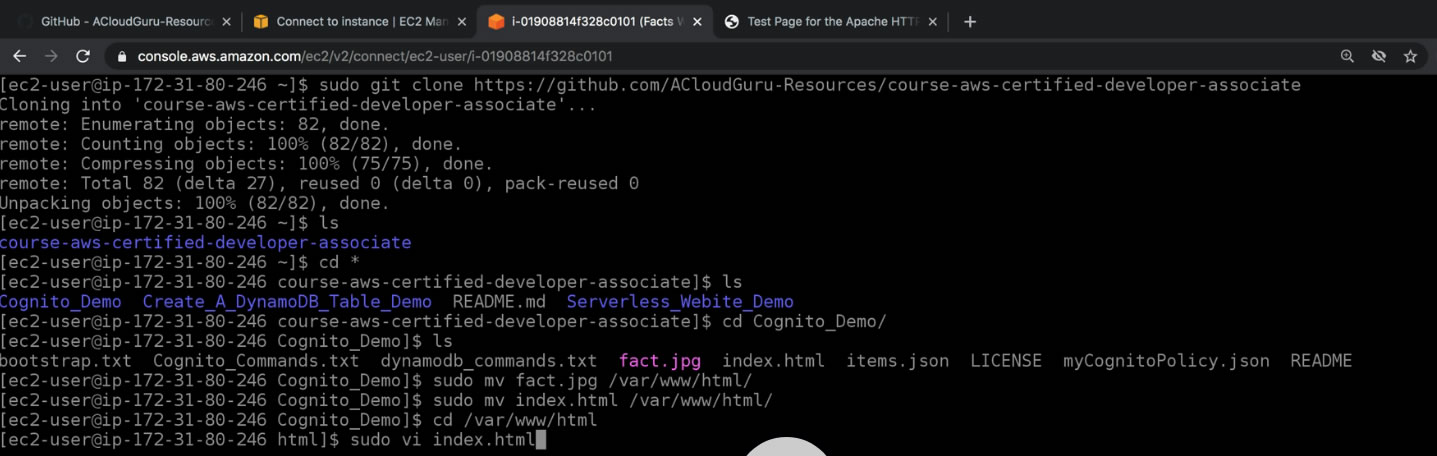 GitHub - ACloudGuru-Resourc
Connect to instance | EC2 Man
i-01908814f328c0101 (Facts W
Test Page for the Apache HTTP
console.aws.amazon.com/ec2/v2/connect/ec2-user/i-01908814f328c0101
[ec2-user@ip-172-31-80-246 ~]$ sudo git clone https://github.com/ACloudGuru-Resources/course-aws-certified-developer-associate
Cloning into 'course-aws-certified-developer-associate'...
remote: Enumerating objects: 82, done.
remote: Counting objects: 100% (82/82), done.
remote: Compressing objects: 100% (75/75), done.
remote: Total 82 (delta 27), reused 0 (delta 0), pack-reused 0
Unpacking objects: 100% (82/82), done.
[ec2-user@ip-172-31-80-246 ~]$ ls
course-aws-certified-developer-associate
[ec2-user@ip-172-31-80-246 ~]$ cd *
[ec2-user@ip-172-31-80-246 course-aws-certified-developer-associate]$ ls
Cognito_Demo  Create_A_DynamoDB_Table_Demo  README.md  Serverless_Webite_Demo
[ec2-user@ip-172-31-80-246 course-aws-certified-developer-associate]$ cd Cognito_Demo/
[ec2-user@ip-172-31-80-246 Cognito_Demo]$ ls
bootstrap.txt  Cognito_Commands.txt  dynamodb_commands.txt  fact.jpg  index.html  items.json  LICENSE  myCognitoPolicy.json  README
[ec2-user@ip-172-31-80-246 Cognito_Demo]$ sudo mv fact.jpg /var/www/html/
[ec2-user@ip-172-31-80-246 Cognito_Demo]$ sudo mv index.html /var/www/html/
[ec2-user@ip-172-31-80-246 Cognito_Demo]$ cd /var/www/html
[ec2-user@ip-172-31-80-246 html]$ sudo vi index.html